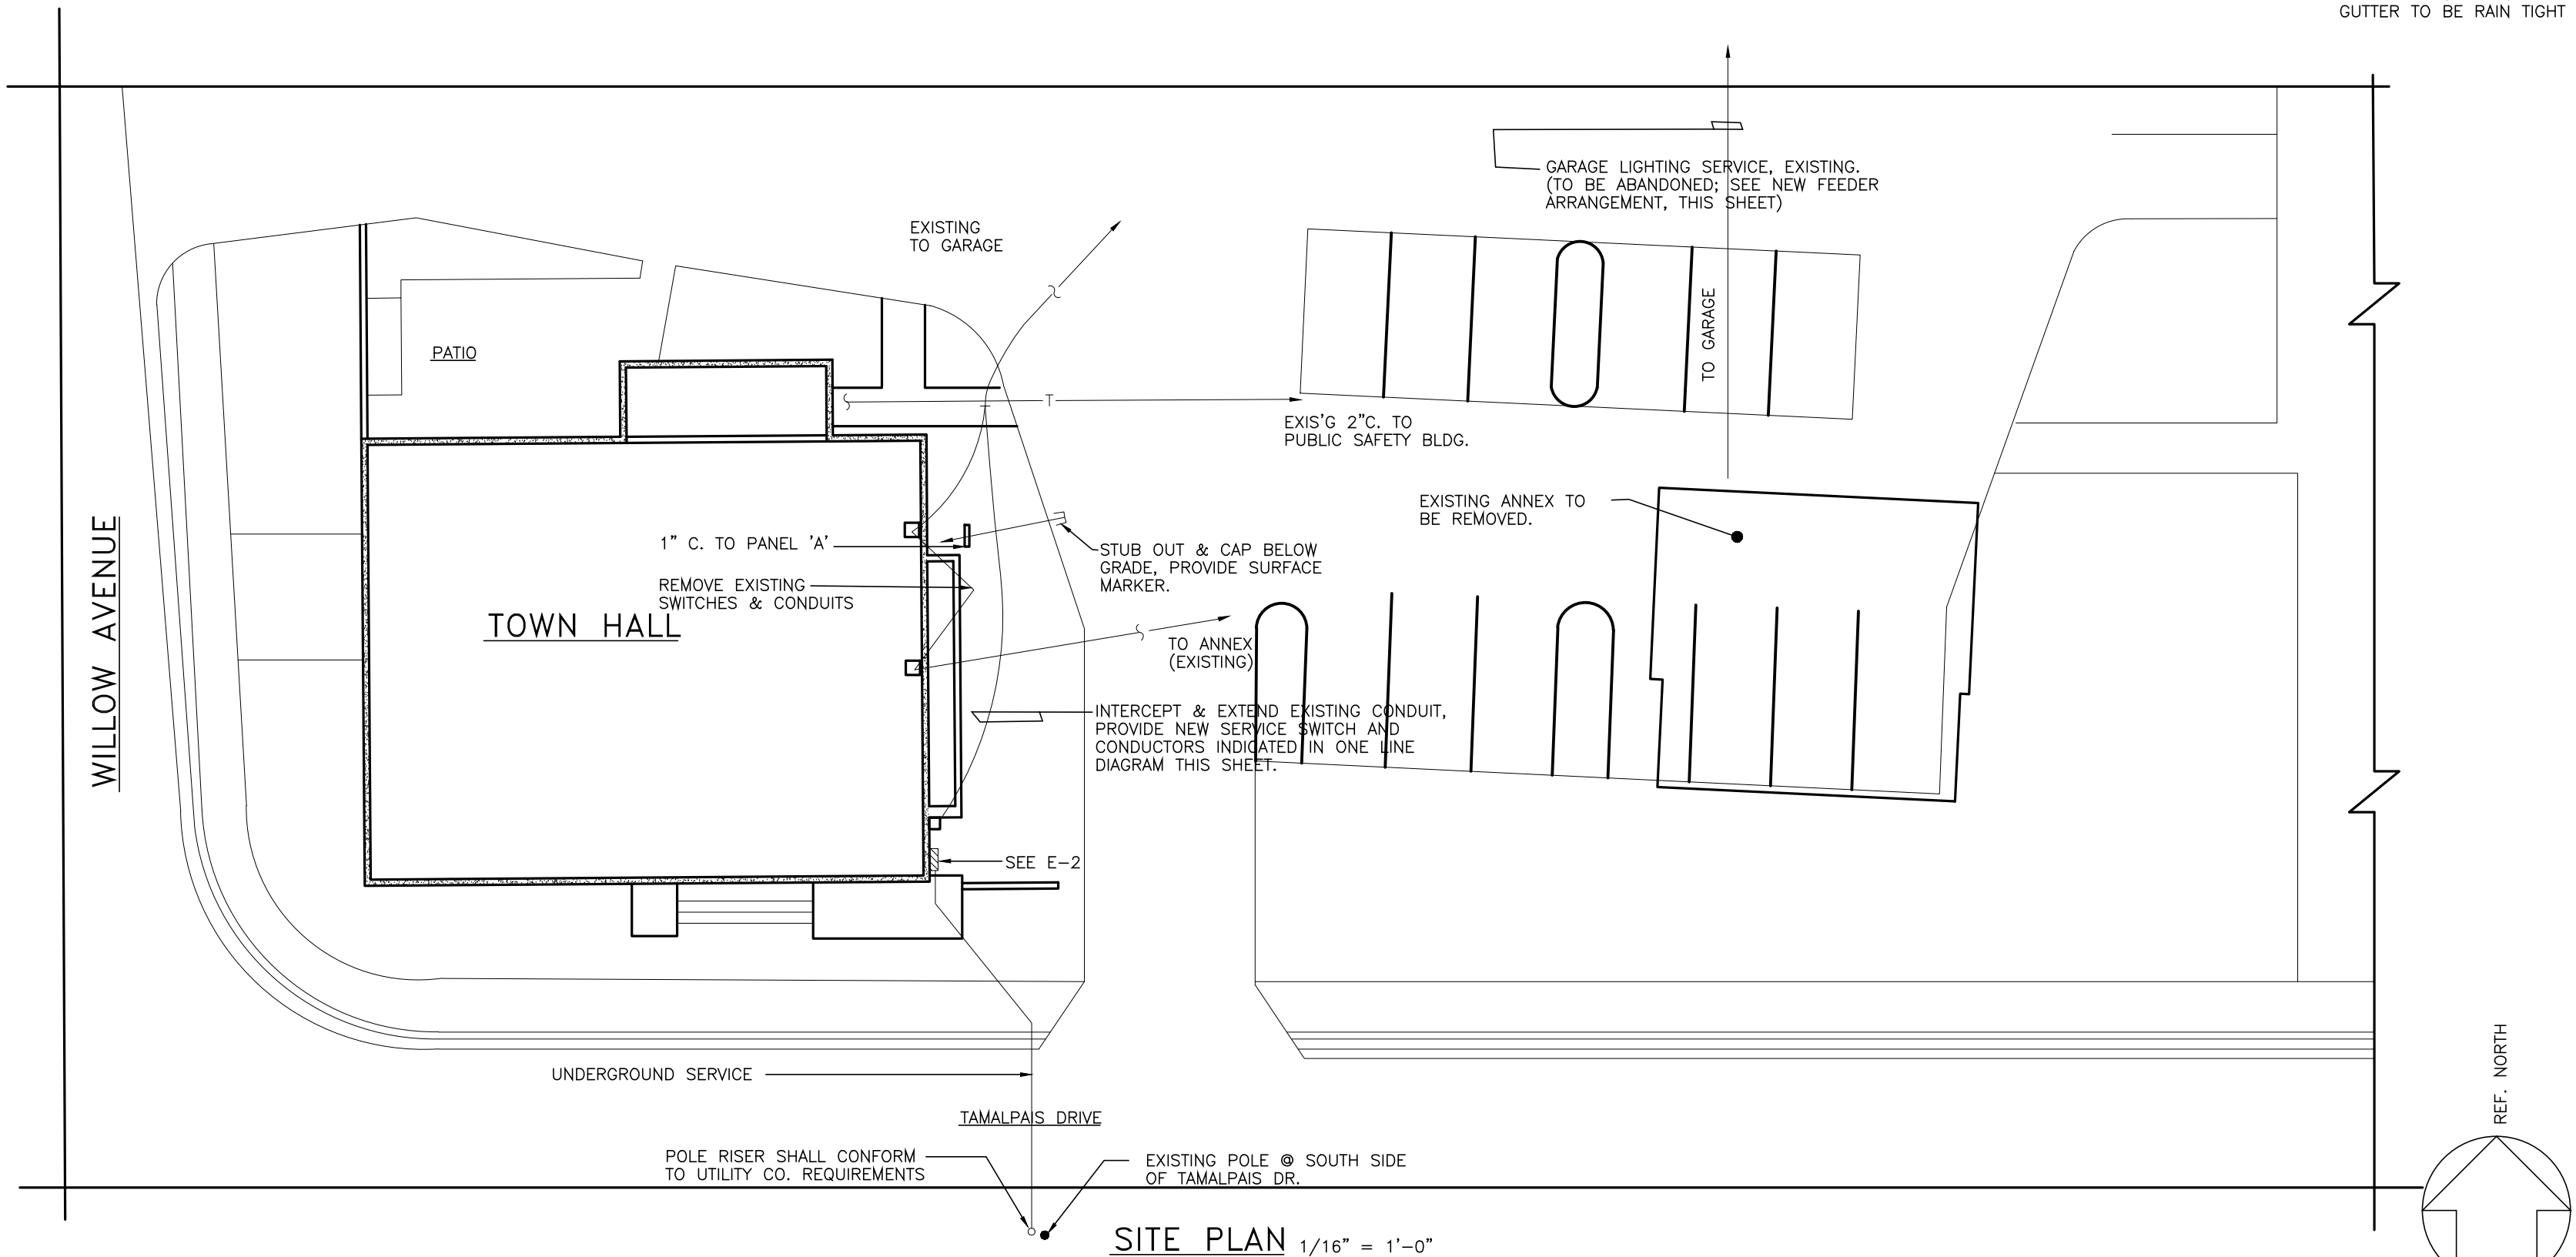 GUTTER TO BE RAIN TIGHT
GARAGE LIGHTING SERVICE, EXISTING.
(TO BE ABANDONED; SEE NEW FEEDER
ARRANGEMENT, THIS SHEET)
EXISTING
TO GARAGE
TO GARAGE
PATIO
T
EXIS'G 2"C. TO
PUBLIC SAFETY BLDG.
EXISTING ANNEX TO
BE REMOVED.
1" C. TO PANEL 'A'
STUB OUT & CAP BELOW
GRADE, PROVIDE SURFACE
MARKER.
REMOVE EXISTING
SWITCHES & CONDUITS
TOWN HALL
WILLOW AVENUE
TO ANNEX
(EXISTING)
INTERCEPT & EXTEND EXISTING CONDUIT,
PROVIDE NEW SERVICE SWITCH AND
CONDUCTORS INDICATED IN ONE LINE
DIAGRAM THIS SHEET.
SEE E-2
UNDERGROUND SERVICE
TAMALPAIS DRIVE
REF. NORTH
POLE RISER SHALL CONFORM
TO UTILITY CO. REQUIREMENTS
EXISTING POLE @ SOUTH SIDE
OF TAMALPAIS DR.
SITE PLAN 1/16" = 1'-0"